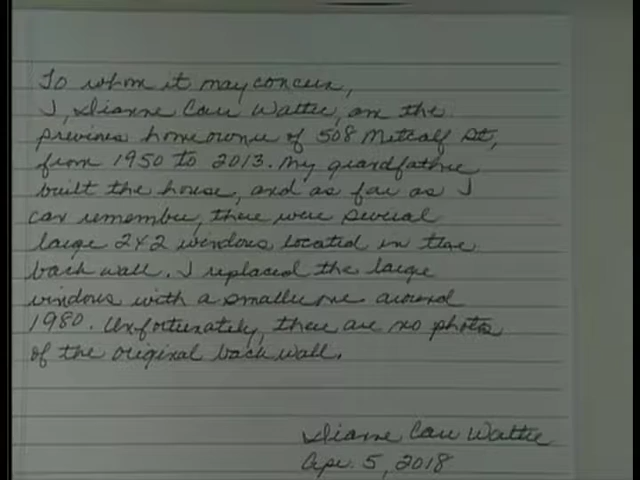 To whom it may concern,
I, Dianne Carr Wattie, am the
previous homeowner of 508 Metcalf St,
from 1950 to 2013. My grandfather
built the house, and as far as I
can remember, there were several
large 2x2 windows located in the
back wall. I replaced the large
windows with a smaller one around
1980. Unfortunately, there are no photos
of the original back wall.
Dianne Carr Wattie
Apr. 5, 2018